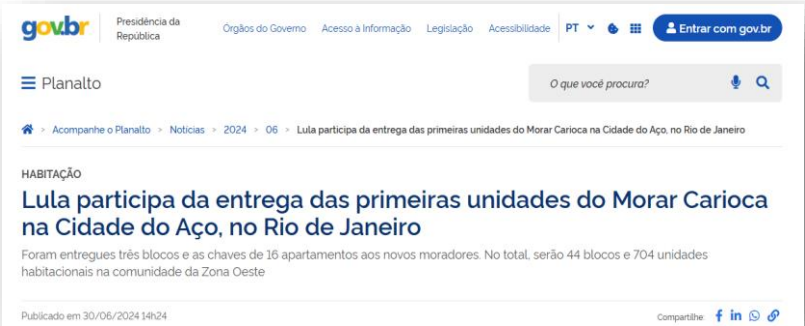 gov.br
Presidência da
República
Órgãos do Governo Acesso à Informação Legislação Acessibilidade PT Entrar com gov.br
Planalto
O que você procura?
> Acompanhe o Planalto > Notícias > 2024 > 06 > Lula participa da entrega das primeiras unidades do Morar Carioca na Cidade do Aço, no Rio de Janeiro
HABITAÇÃO
Lula participa da entrega das primeiras unidades do Morar Carioca
na Cidade do Aço, no Rio de Janeiro
Foram entregues três blocos e as chaves de 16 apartamentos aos novos moradores. No total, serão 44 blocos e 704 unidades
habitacionais na comunidade da Zona Oeste
Publicado em 30/06/2024 14h24
Compartilhe: